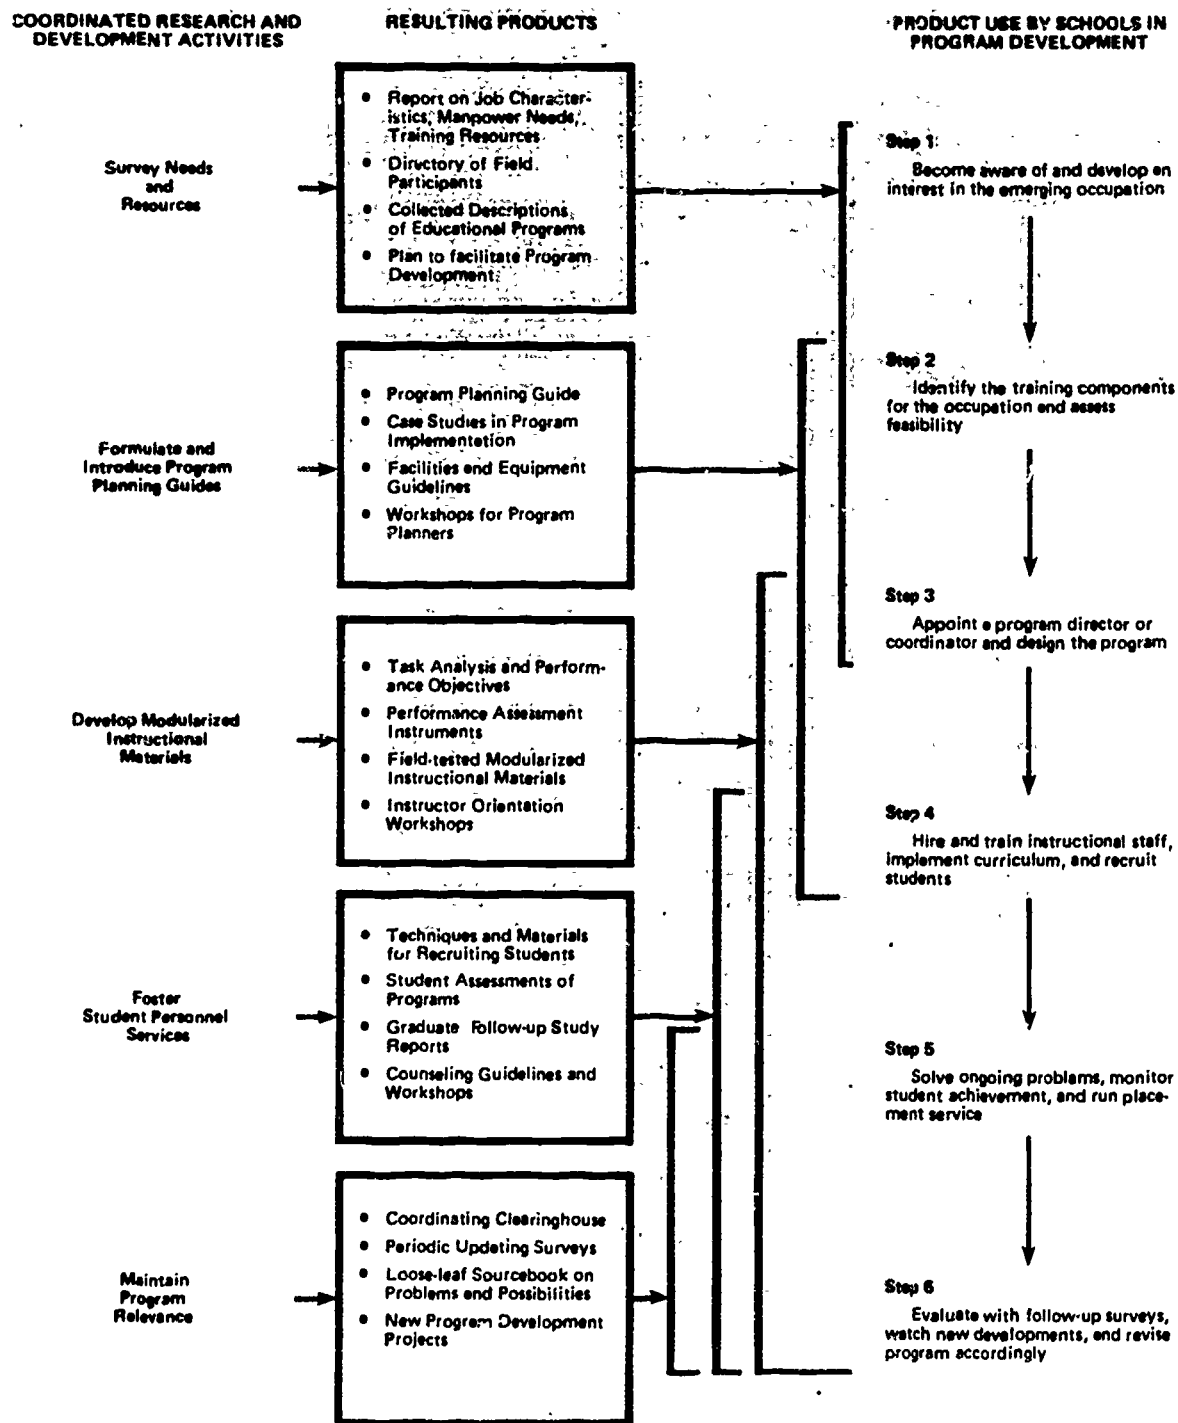 COORDINATED RESEARCH AND
DEVELOPMENT ACTIVITIES
RESULTING PRODUCTS
PRODUCT USE BY SCHOOLS IN
PROGRAM DEVELOPMENT
Survey Needs
and
Resources
• Report on Job Character-
istics, Manpower Needs,
Training Resources
• Directory of Field
Participants
• Collected Descriptions
of Educational Programs
• Plan to facilitate Program
Development
Step 1
Become aware of and develop an
interest in the emerging occupation
Formulate and
Introduce Program
Planning Guides
• Program Planning Guide
• Case Studies in Program
Implementation
• Facilities and Equipment
Guidelines
• Workshops for Program
Planners
Step 2
Identify the training components
for the occupation and assess
feasibility
Step 3
Appoint a program director or
coordinator and design the program
Develop Modularized
Instructional
Materials
• Task Analysis and Perform-
ance Objectives
• Performance Assessment
Instruments
• Field-tested Modularized
Instructional Materials
• Instructor Orientation
Workshops
Step 4
Hire and train instructional staff,
implement curriculum, and recruit
students
Foster
Student Personnel
Services
• Techniques and Materials
for Recruiting Students
• Student Assessments of
Programs
• Graduate Follow-up Study
Reports
• Counseling Guidelines and
Workshops
Step 5
Solve ongoing problems, monitor
student achievement, and run place-
ment service
Maintain
Program
Relevance
• Coordinating Clearinghouse
• Periodic Updating Surveys
• Loose-leaf Sourcebook on
Problems and Possibilities
• New Program Development
Projects
Step 6
Evaluate with follow-up surveys,
watch new developments, and revise
program accordingly